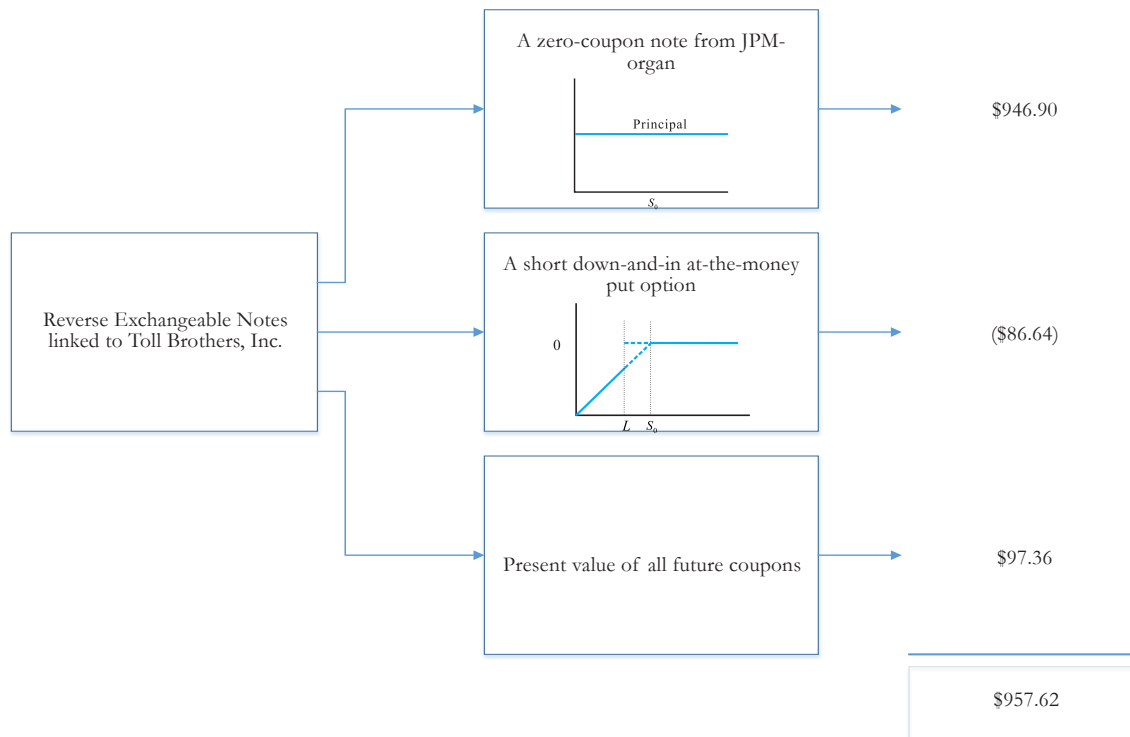 A zero-coupon note from JPM-
organ
Principal
S₀
$946.90
Reverse Exchangeable Notes
linked to Toll Brothers, Inc.
A short down-and-in at-the-money
put option
0
L S₀
($86.64)
Present value of all future coupons
$97.36
$957.62